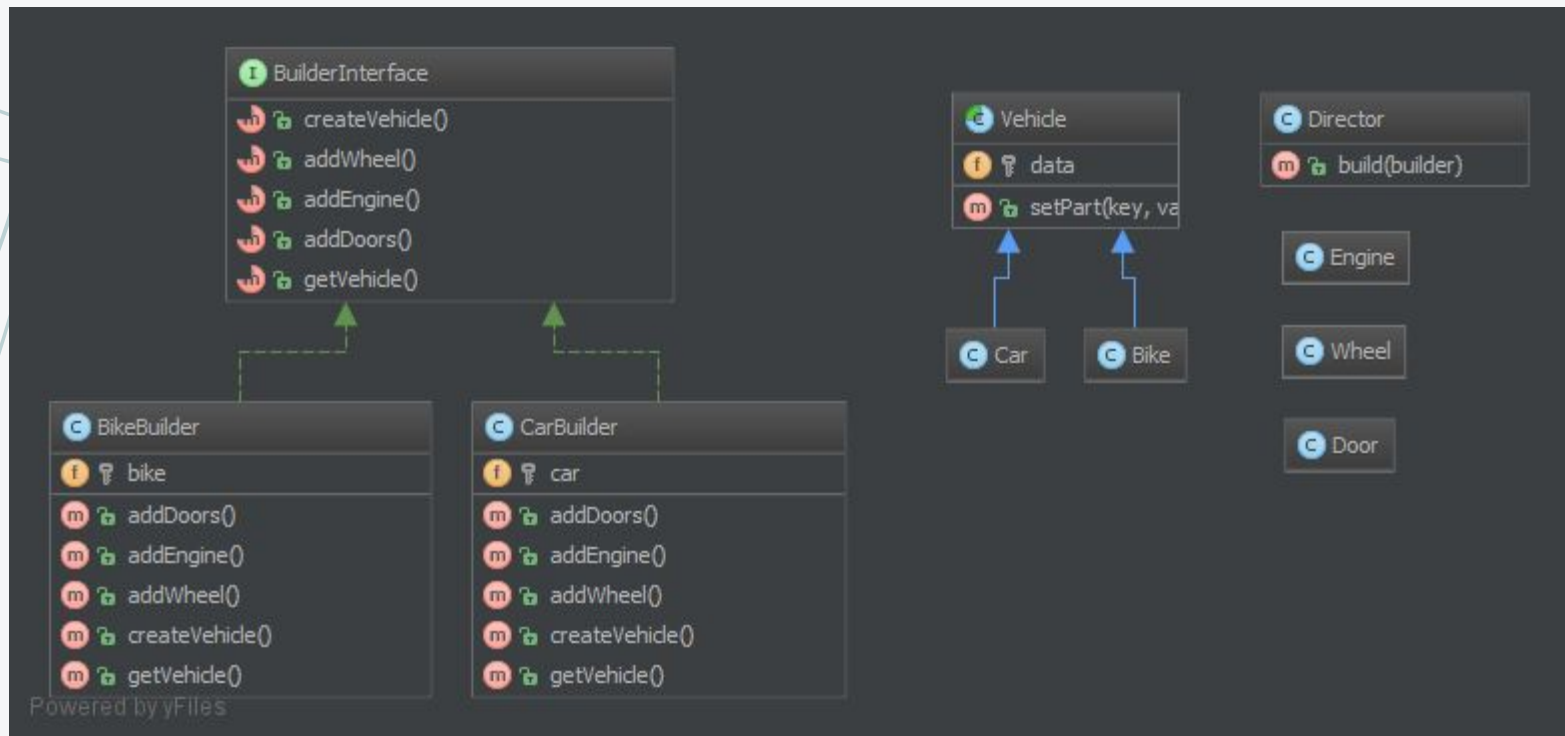 BuilderInterface
createVehicle()
addWheel()
addEngine()
addDoors()
getVehicle()
BikeBuilder
bike
addDoors()
addEngine()
addWheel()
createVehicle()
getVehicle()
CarBuilder
car
addDoors()
addEngine()
addWheel()
createVehicle()
getVehicle()
Vehicle
data
setPart(key, va
Car
Bike
Director
build(builder)
Engine
Wheel
Door
Powered by yFiles